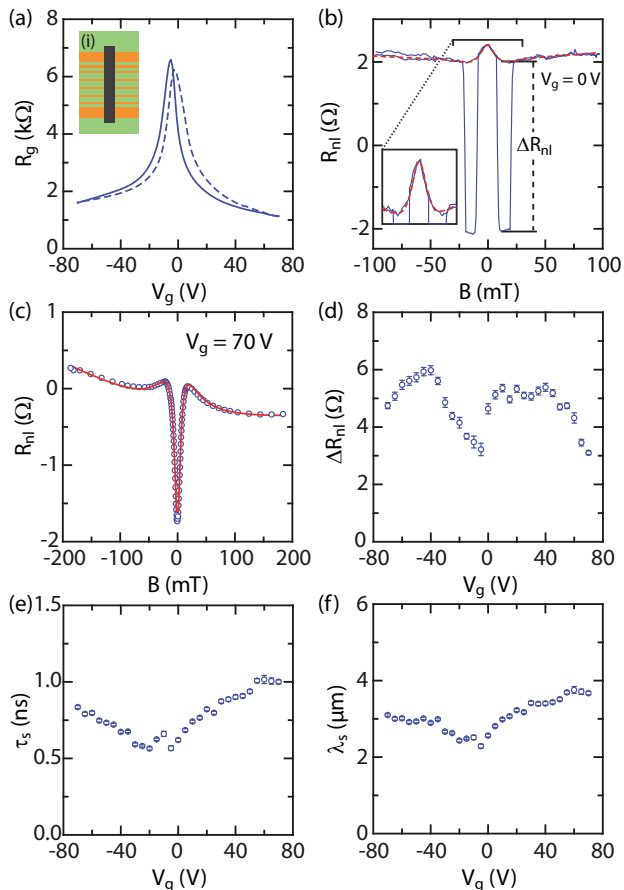 (a)
(i)
8
6
4
2
0
R_g (kΩ)
-80 -40 0 40 80
V_g (V)
(b)
2
0
-2
R_nl (Ω)
V_g = 0 V
ΔR_nl
-100 -50 0 50 100
B (mT)
(c)
1
0
-1
-2
R_nl (Ω)
V_g = 70 V
-200 -100 0 100 200
B (mT)
(d)
8
6
4
2
0
ΔR_nl (Ω)
-80 -40 0 40 80
V_g (V)
(e)
1.5
1.0
0.5
0.0
τ_s (ns)
-80 -40 0 40 80
V_g (V)
(f)
6
4
2
0
λ_s (μm)
-80 -40 0 40 80
V_g (V)